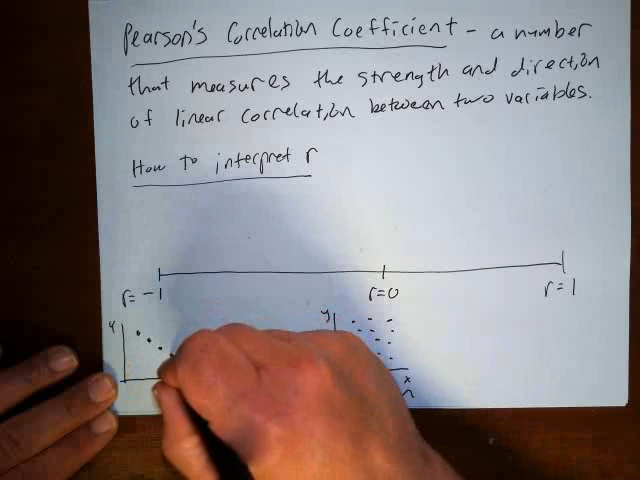 Pearson's Correlation Coefficient - a number
that measures the strength and direction
of linear correlation between two variables.
How to interpret r
r= -1 r=0 r=1
y y
x